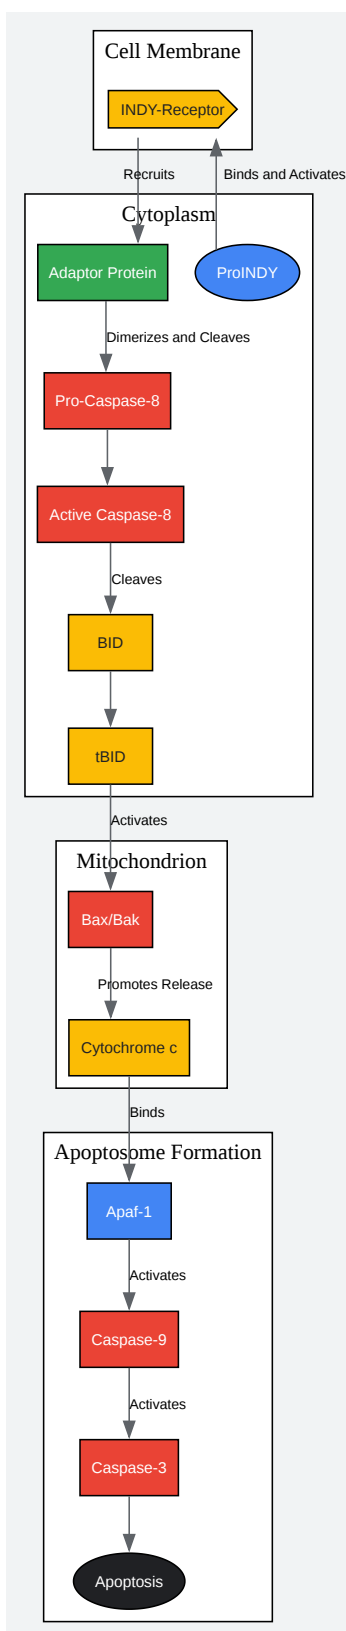 Cell Membrane
INDY-Receptor
Recruits
Binds and Activates
Cytoplasm
Adaptor Protein
ProINDY
Dimerizes and Cleaves
Pro-Caspase-8
Active Caspase-8
Cleaves
BID
tBID
Activates
Mitochondrion
Bax/Bak
Promotes Release
Cytochrome c
Binds
Apoptosome Formation
Apaf-1
Activates
Caspase-9
Activates
Caspase-3
Apoptosis